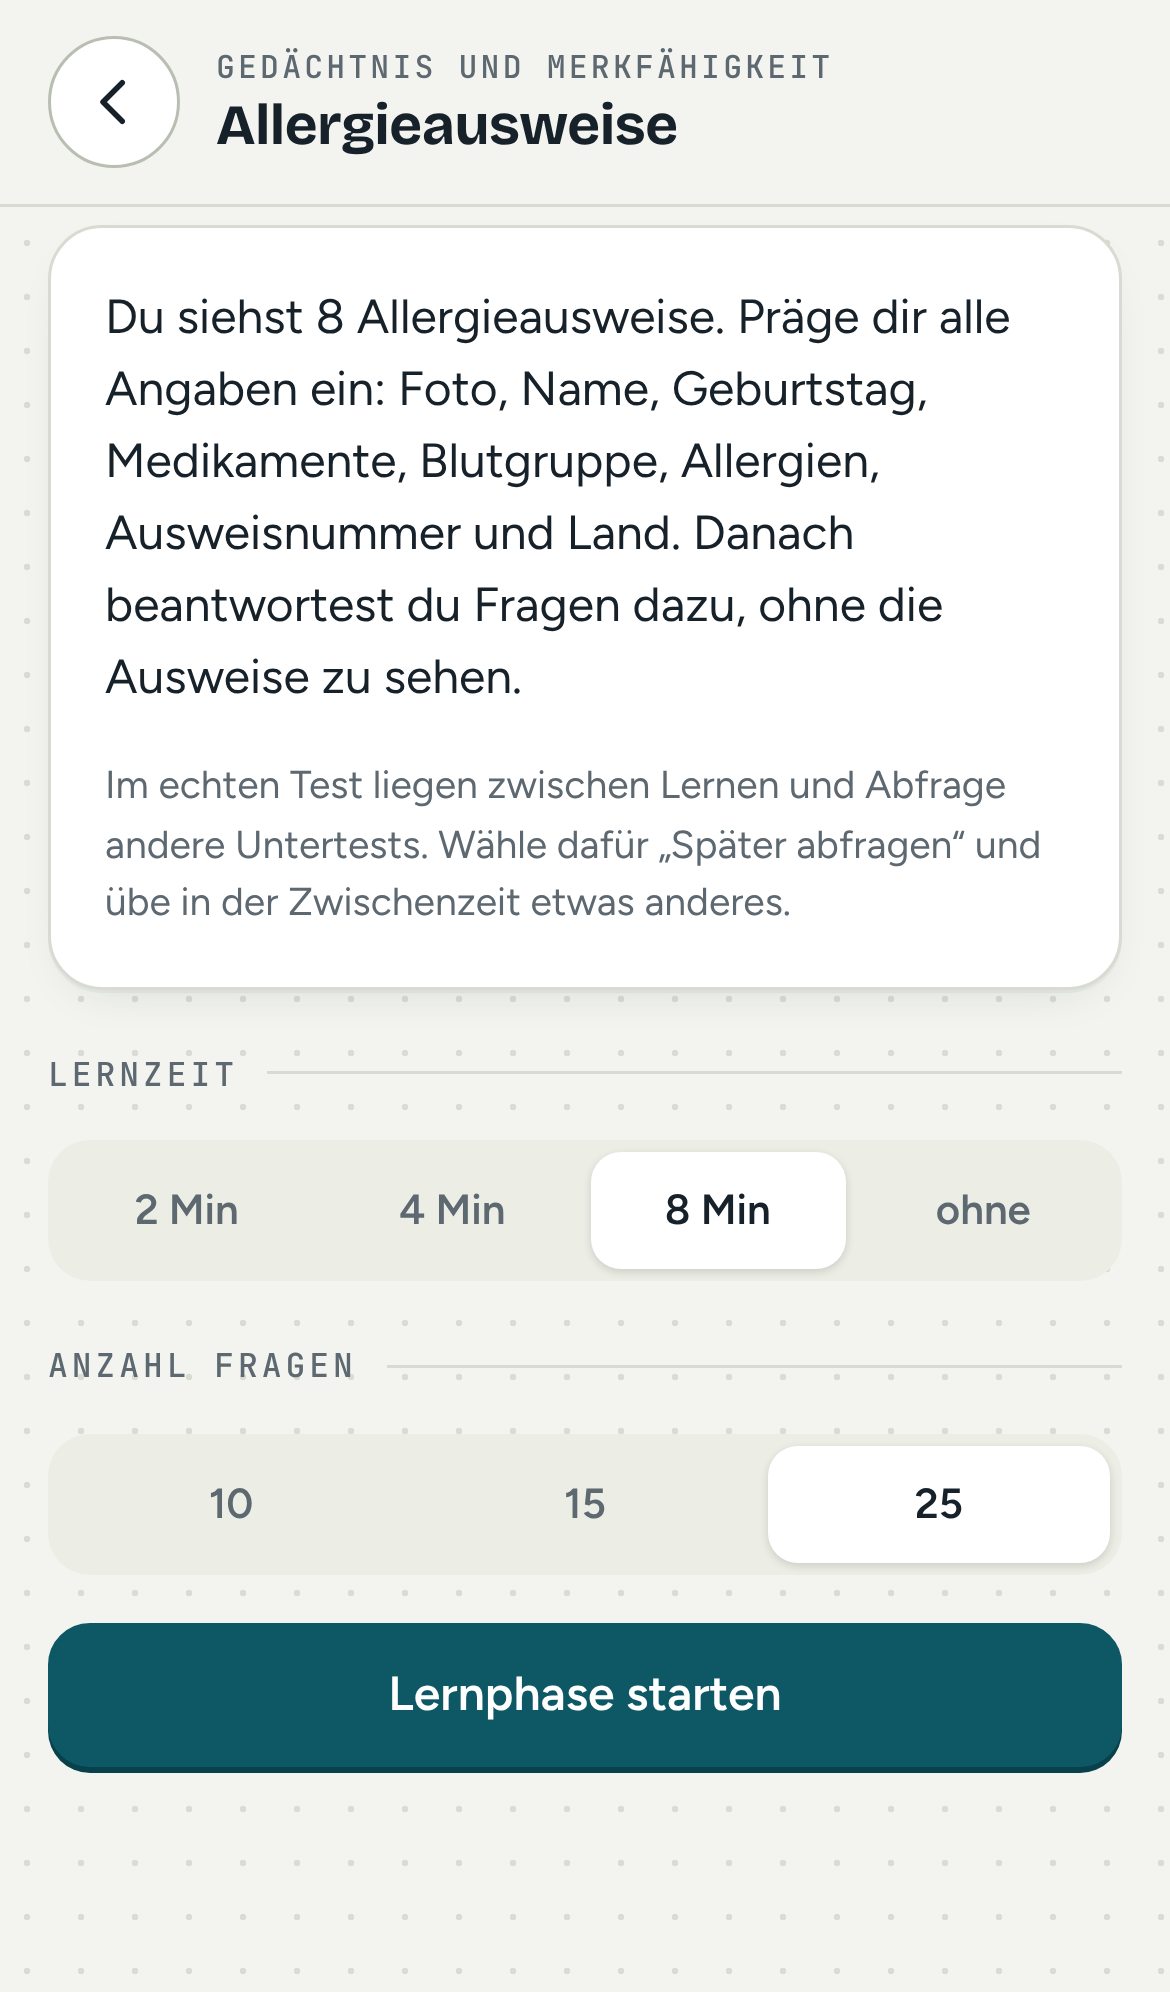 GEDÄCHTNIS UND MERKFÄHIGKEIT
Allergieausweise
Du siehst 8 Allergieausweise. Präge dir alle
Angaben ein: Foto, Name, Geburtstag,
Medikamente, Blutgruppe, Allergien,
Ausweisnummer und Land. Danach
beantwortest du Fragen dazu, ohne die
Ausweise zu sehen.
Im echten Test liegen zwischen Lernen und Abfrage
andere Untertests. Wähle dafür „Später abfragen“ und
übe in der Zwischenzeit etwas anderes.
LERNZEIT
2 Min 4 Min 8 Min ohne
ANZAHL FRAGEN
10 15 25
Lernphase starten